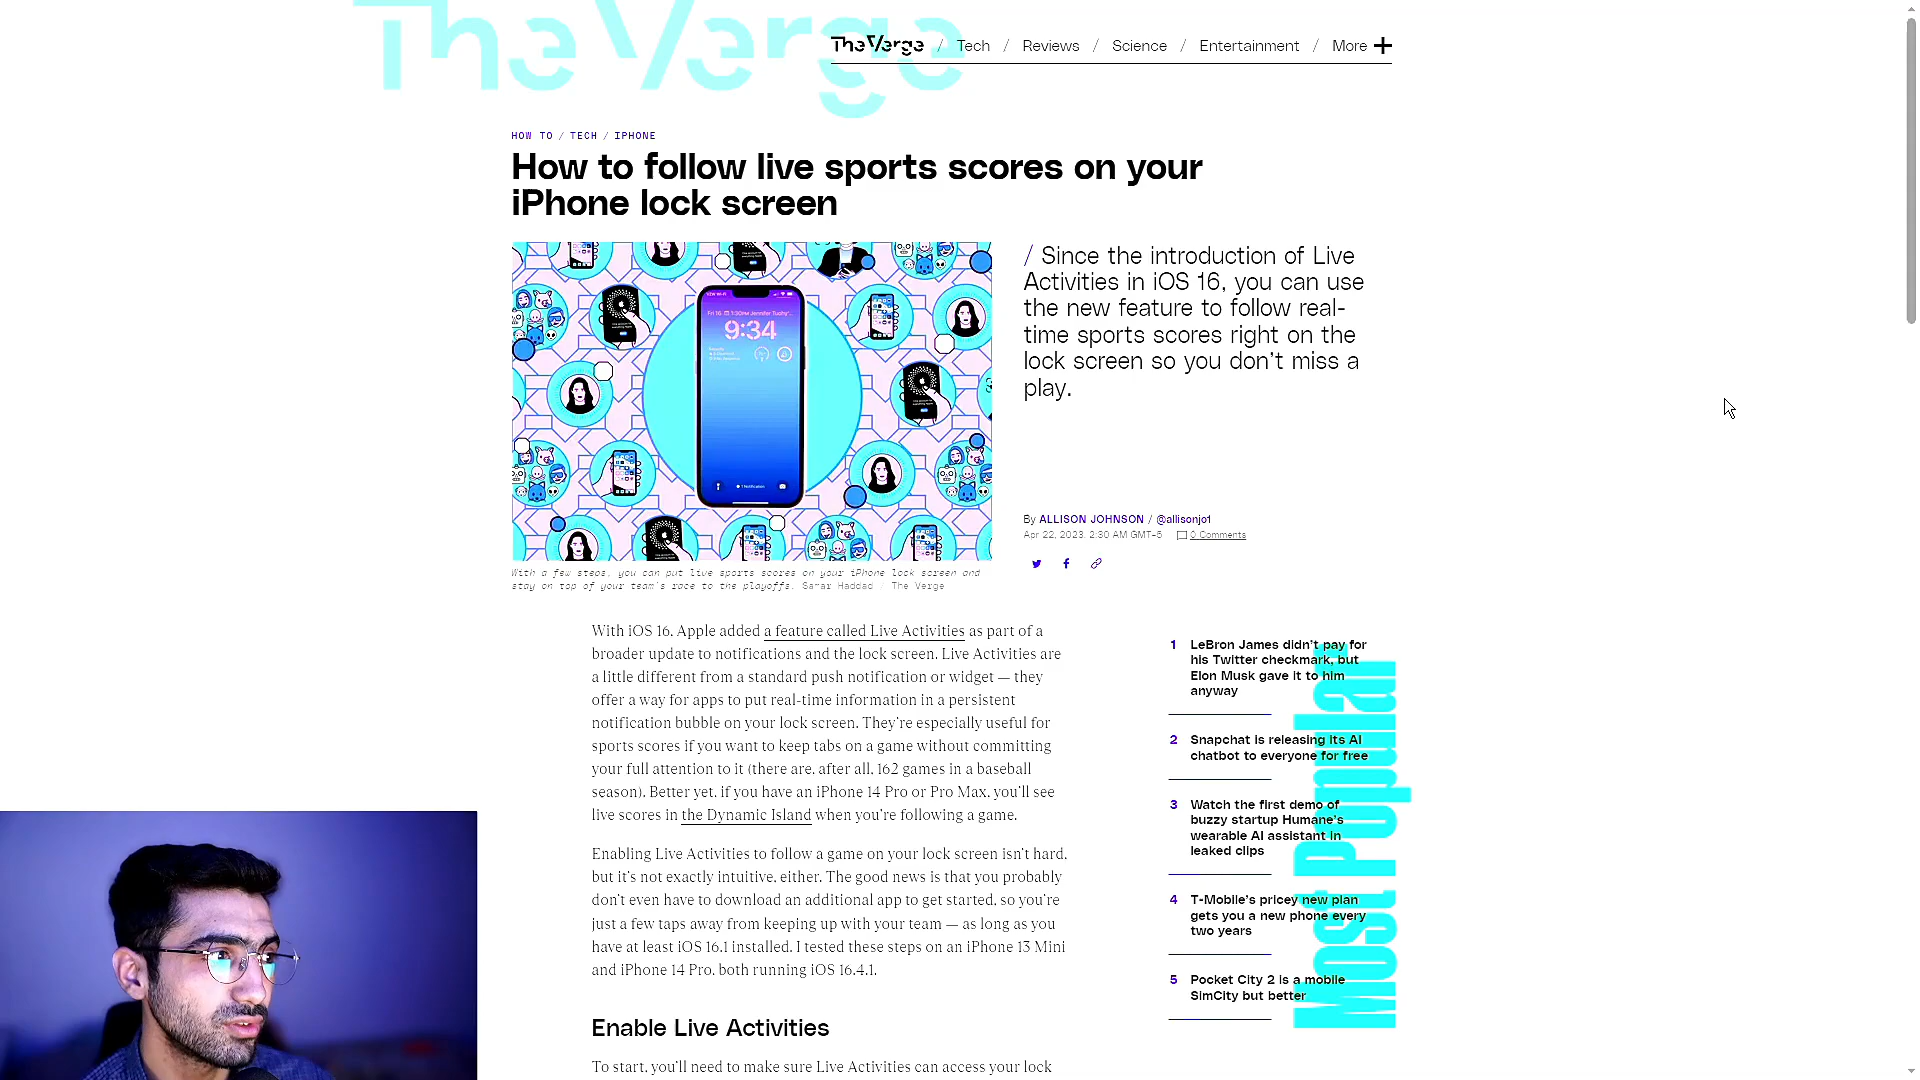 The Verge
The Verge / Tech / Reviews / Science / Entertainment / More
HOW TO / TECH / IPHONE
How to follow live sports scores on your
iPhone lock screen
9:34
1 Notification
/ Since the introduction of Live
Activities in iOS 16, you can use
the new feature to follow real-
time sports scores right on the
lock screen so you don’t miss a
play.
By ALLISON JOHNSON / @allisonjo1
Apr 22, 2023, 2:30 AM GMT-5 0 Comments
With a few steps, you can put live sports scores on your iPhone lock screen and
stay on top of your team’s race to the playoffs. Samar Haddad / The Verge
With iOS 16, Apple added a feature called Live Activities as part of a
broader update to notifications and the lock screen. Live Activities are
a little different from a standard push notification or widget — they
offer a way for apps to put real-time information in a persistent
notification bubble on your lock screen. They’re especially useful for
sports scores if you want to keep tabs on a game without committing
your full attention to it (there are, after all, 162 games in a baseball
season). Better yet, if you have an iPhone 14 Pro or Pro Max, you’ll see
live scores in the Dynamic Island when you’re following a game.
Enabling Live Activities to follow a game on your lock screen isn’t hard,
but it’s not exactly intuitive, either. The good news is that you probably
don’t even have to download an additional app to get started, so you’re
just a few taps away from keeping up with your team — as long as you
have at least iOS 16.1 installed. I tested these steps on an iPhone 13 Mini
and iPhone 14 Pro, both running iOS 16.4.1.
Enable Live Activities
To start, you’ll need to make sure Live Activities can access your lock
Most Popular
1 LeBron James didn’t pay for
his Twitter checkmark, but
Elon Musk gave it to him
anyway
2 Snapchat is releasing its AI
chatbot to everyone for free
3 Watch the first demo of
buzzy startup Humane’s
wearable AI assistant in
leaked clips
4 T-Mobile’s pricey new plan
gets you a new phone every
two years
5 Pocket City 2 is a mobile
SimCity but better